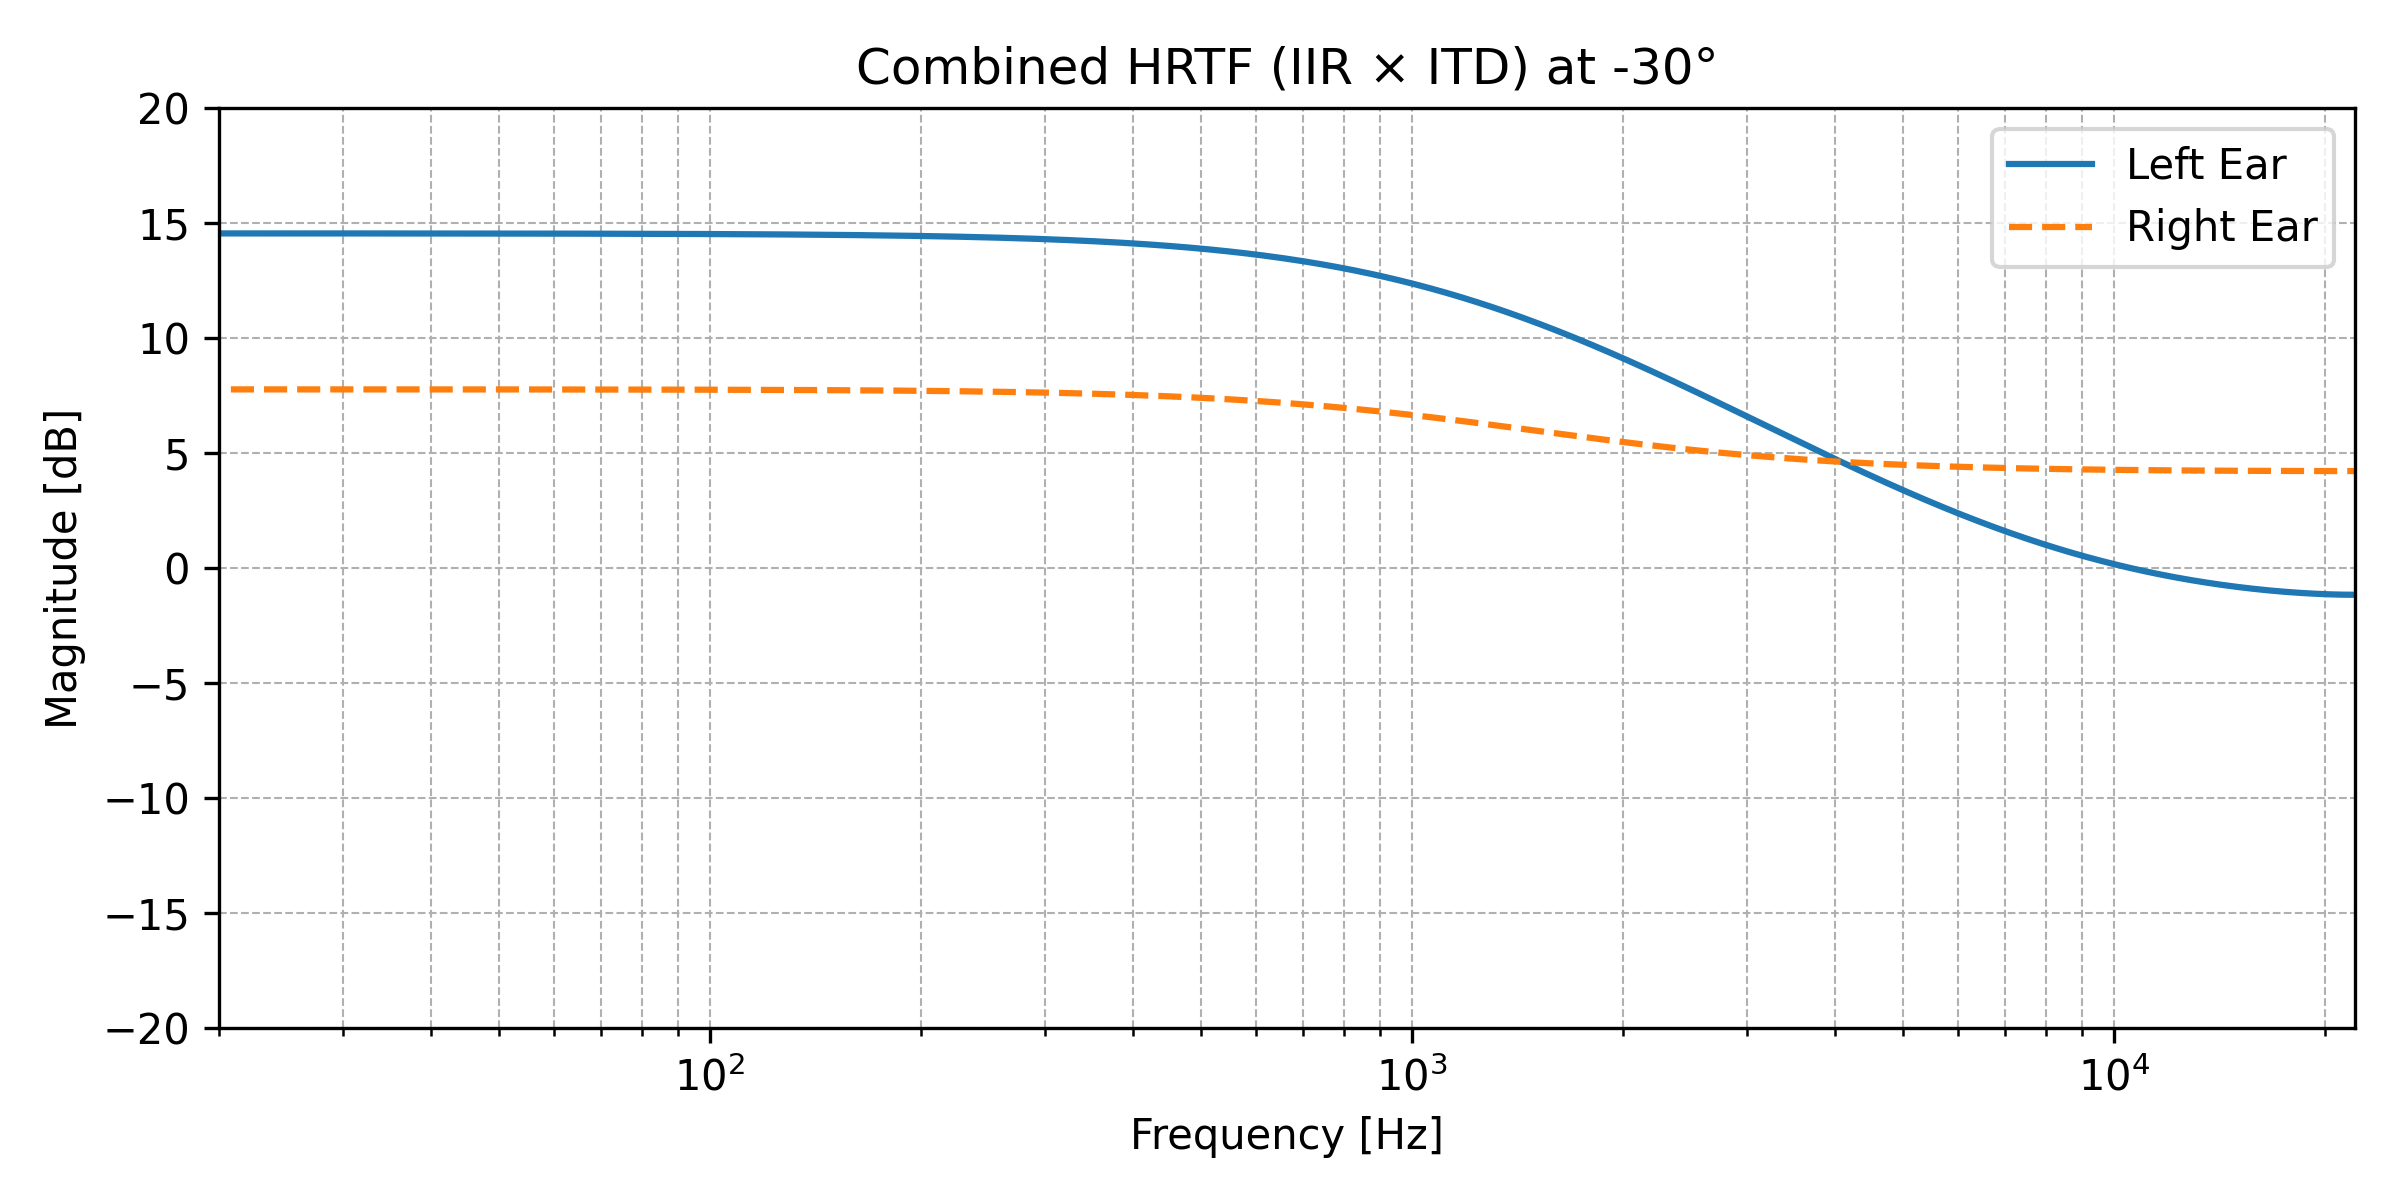 Combined HRTF (IIR × ITD) at -30°
20
15
10
5
0
−5
−10
−15
−20
Magnitude [dB]
Left Ear
Right Ear
10²
10³
10⁴
Frequency [Hz]